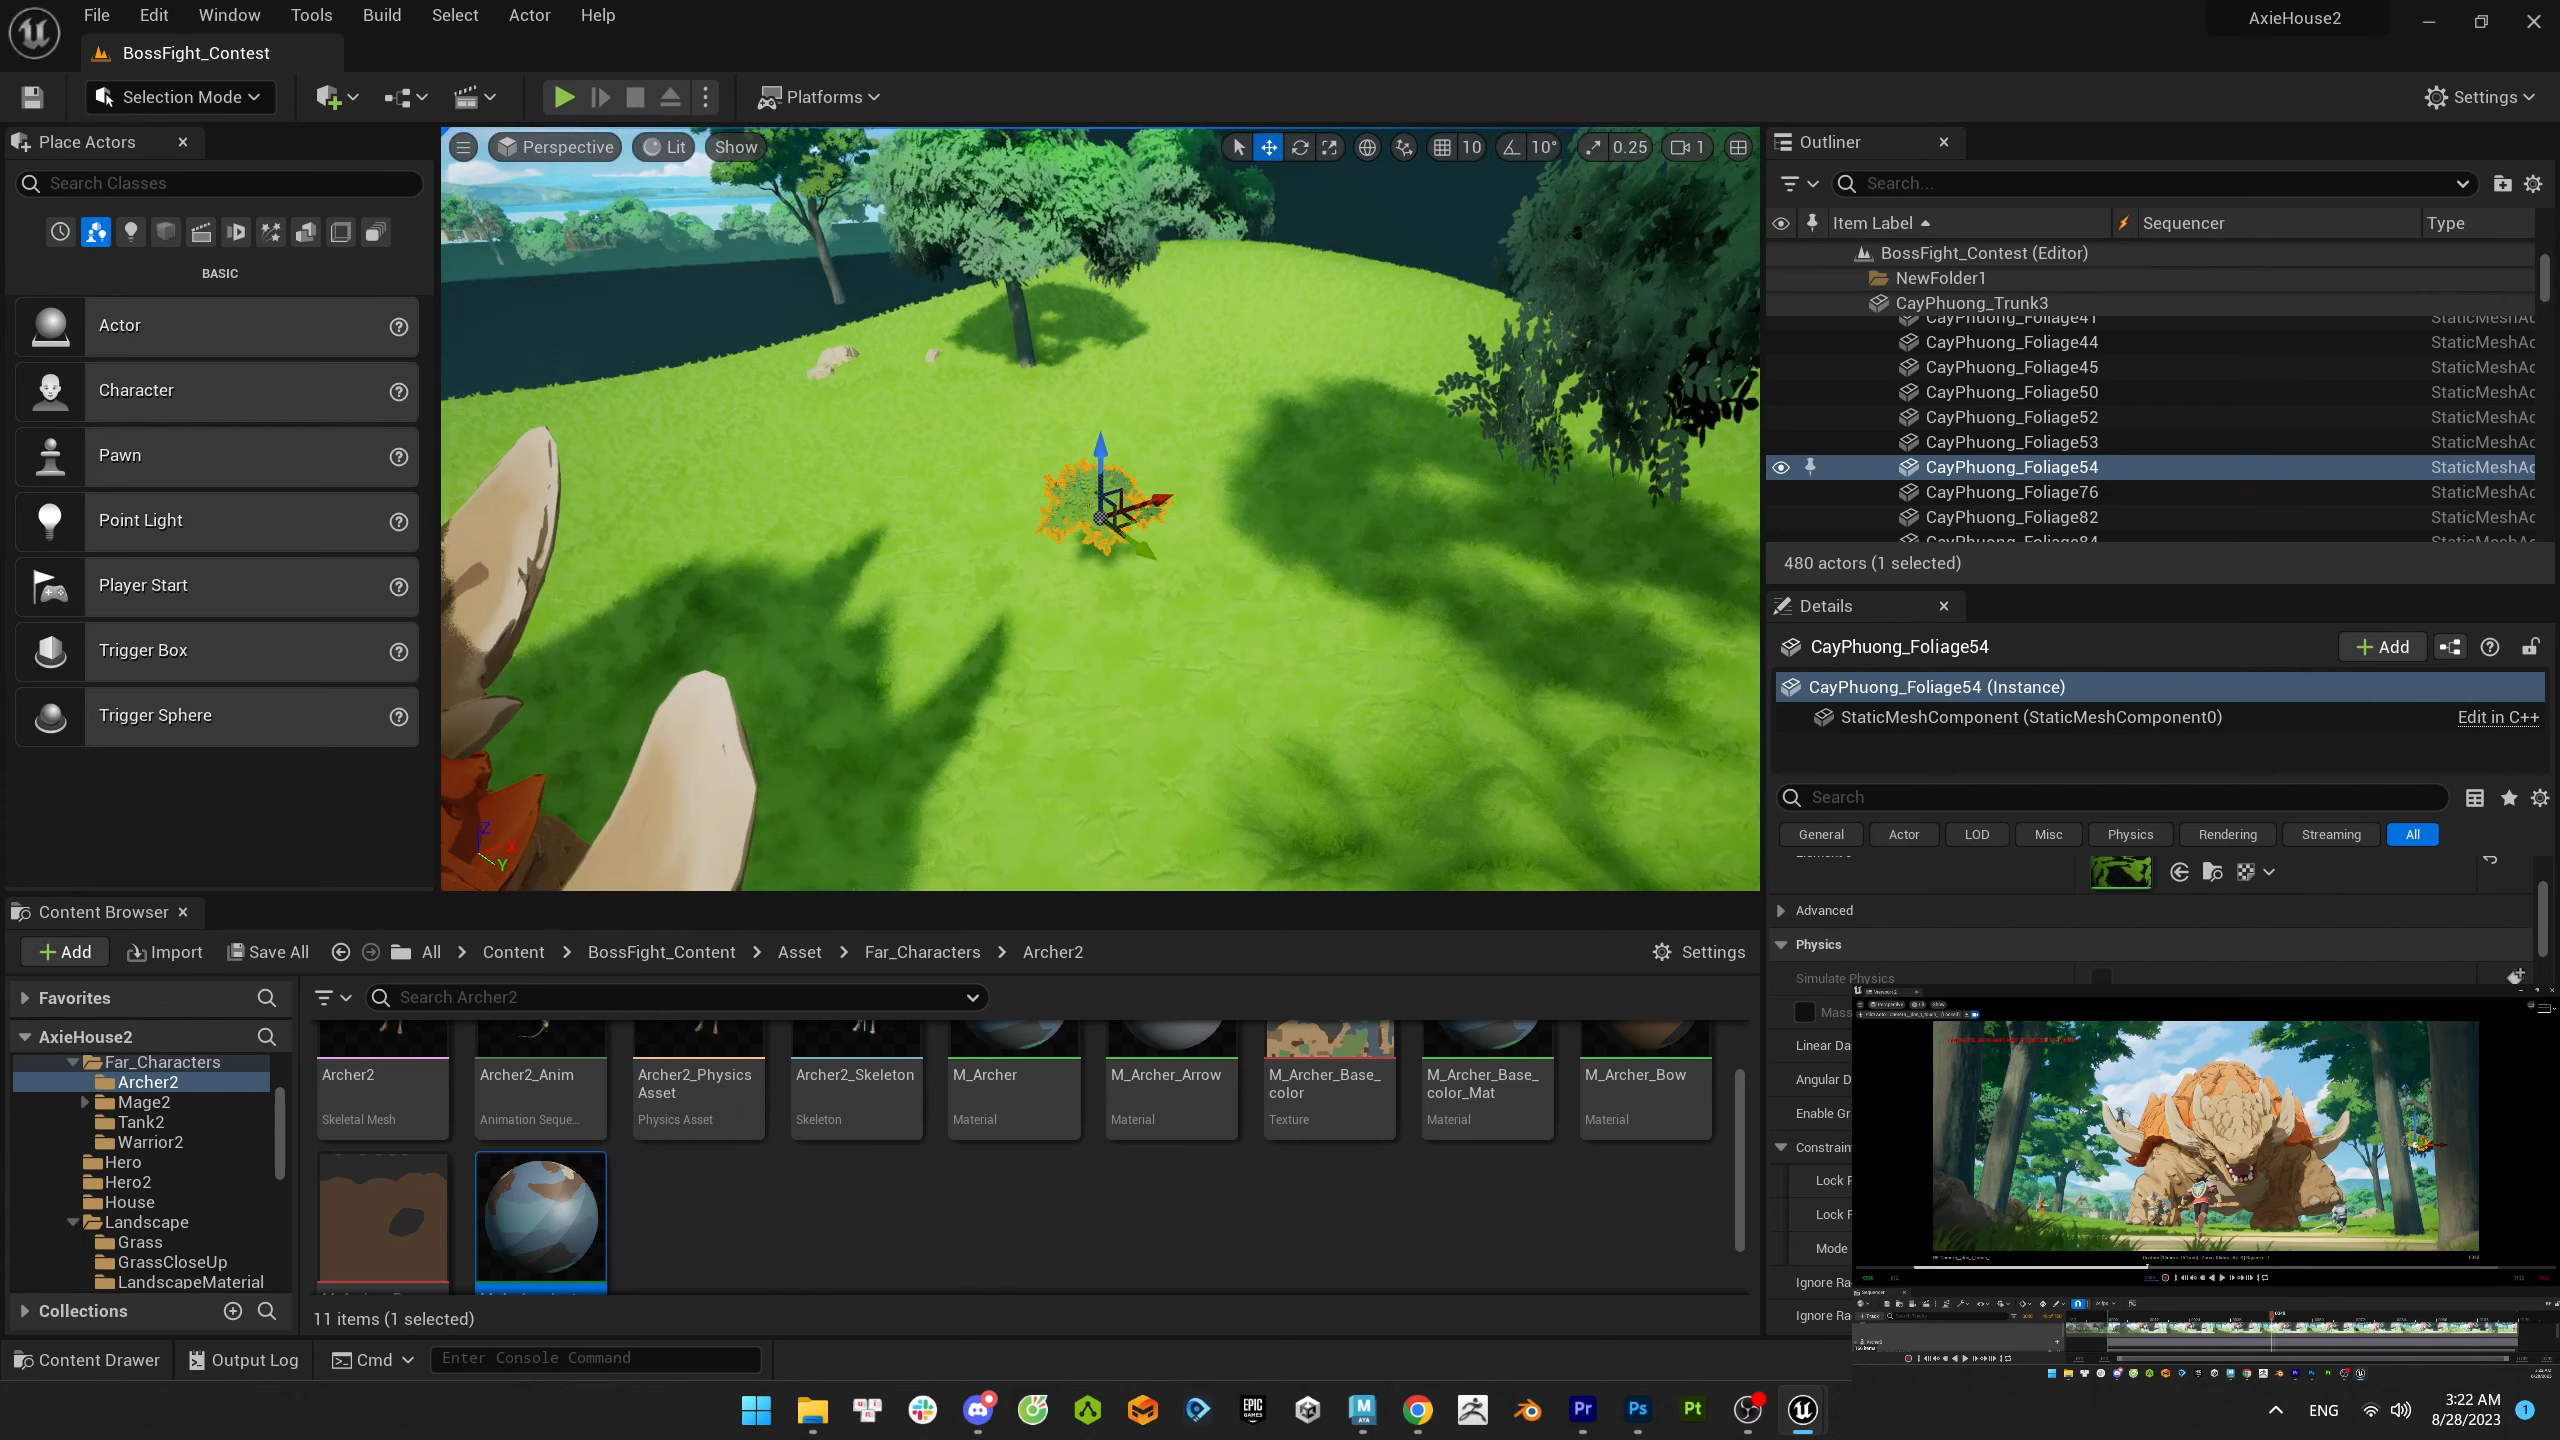 File Edit Window Tools Build Select Actor Help
AxieHouse2
BossFight_Contest
Selection Mode
Platforms
Settings
Place Actors
Search Classes
BASIC
Actor
Character
Pawn
Point Light
Player Start
Trigger Box
Trigger Sphere
Perspective Lit Show
10 10° 0.25 1
Z X Y
Outliner
Search...
Item Label Sequencer Type
BossFight_Contest (Editor)
NewFolder1
CayPhuong_Trunk3
CayPhuong_Foliage41 StaticMeshAc
CayPhuong_Foliage44 StaticMeshAc
CayPhuong_Foliage45 StaticMeshAc
CayPhuong_Foliage50 StaticMeshAc
CayPhuong_Foliage52 StaticMeshAc
CayPhuong_Foliage53 StaticMeshAc
CayPhuong_Foliage54 StaticMeshAc
CayPhuong_Foliage76 StaticMeshAc
CayPhuong_Foliage82 StaticMeshAc
CayPhuong_Foliage84 StaticMeshAc
480 actors (1 selected)
Details
CayPhuong_Foliage54
Add
CayPhuong_Foliage54 (Instance)
StaticMeshComponent (StaticMeshComponent0) Edit in C++
Search
General Actor LOD Misc Physics Rendering Streaming All
Advanced
Physics
Simulate Physics
Mass
Linear Da
Angular D
Enable Gr
Constrain
Lock P
Lock R
Mode
Ignore Ra
Ignore Ra
Content Browser
Add Import Save All All > Content > BossFight_Content > Asset > Far_Characters > Archer2 Settings
Favorites
Search Archer2
AxieHouse2
Far_Characters
Archer2
Mage2
Tank2
Warrior2
Hero
Hero2
House
Landscape
Grass
GrassCloseUp
LandscapeMaterial
Collections
Archer2
Skeletal Mesh
Archer2_Anim
Animation Seque...
Archer2_Physics
Asset
Physics Asset
Archer2_Skeleton
Skeleton
M_Archer
Material
M_Archer_Arrow
Material
M_Archer_Base_
color
Texture
M_Archer_Base_
color_Mat
Material
M_Archer_Bow
Material
11 items (1 selected)
Content Drawer Output Log Cmd Enter Console Command
ENG
3:22 AM
8/28/2023
1